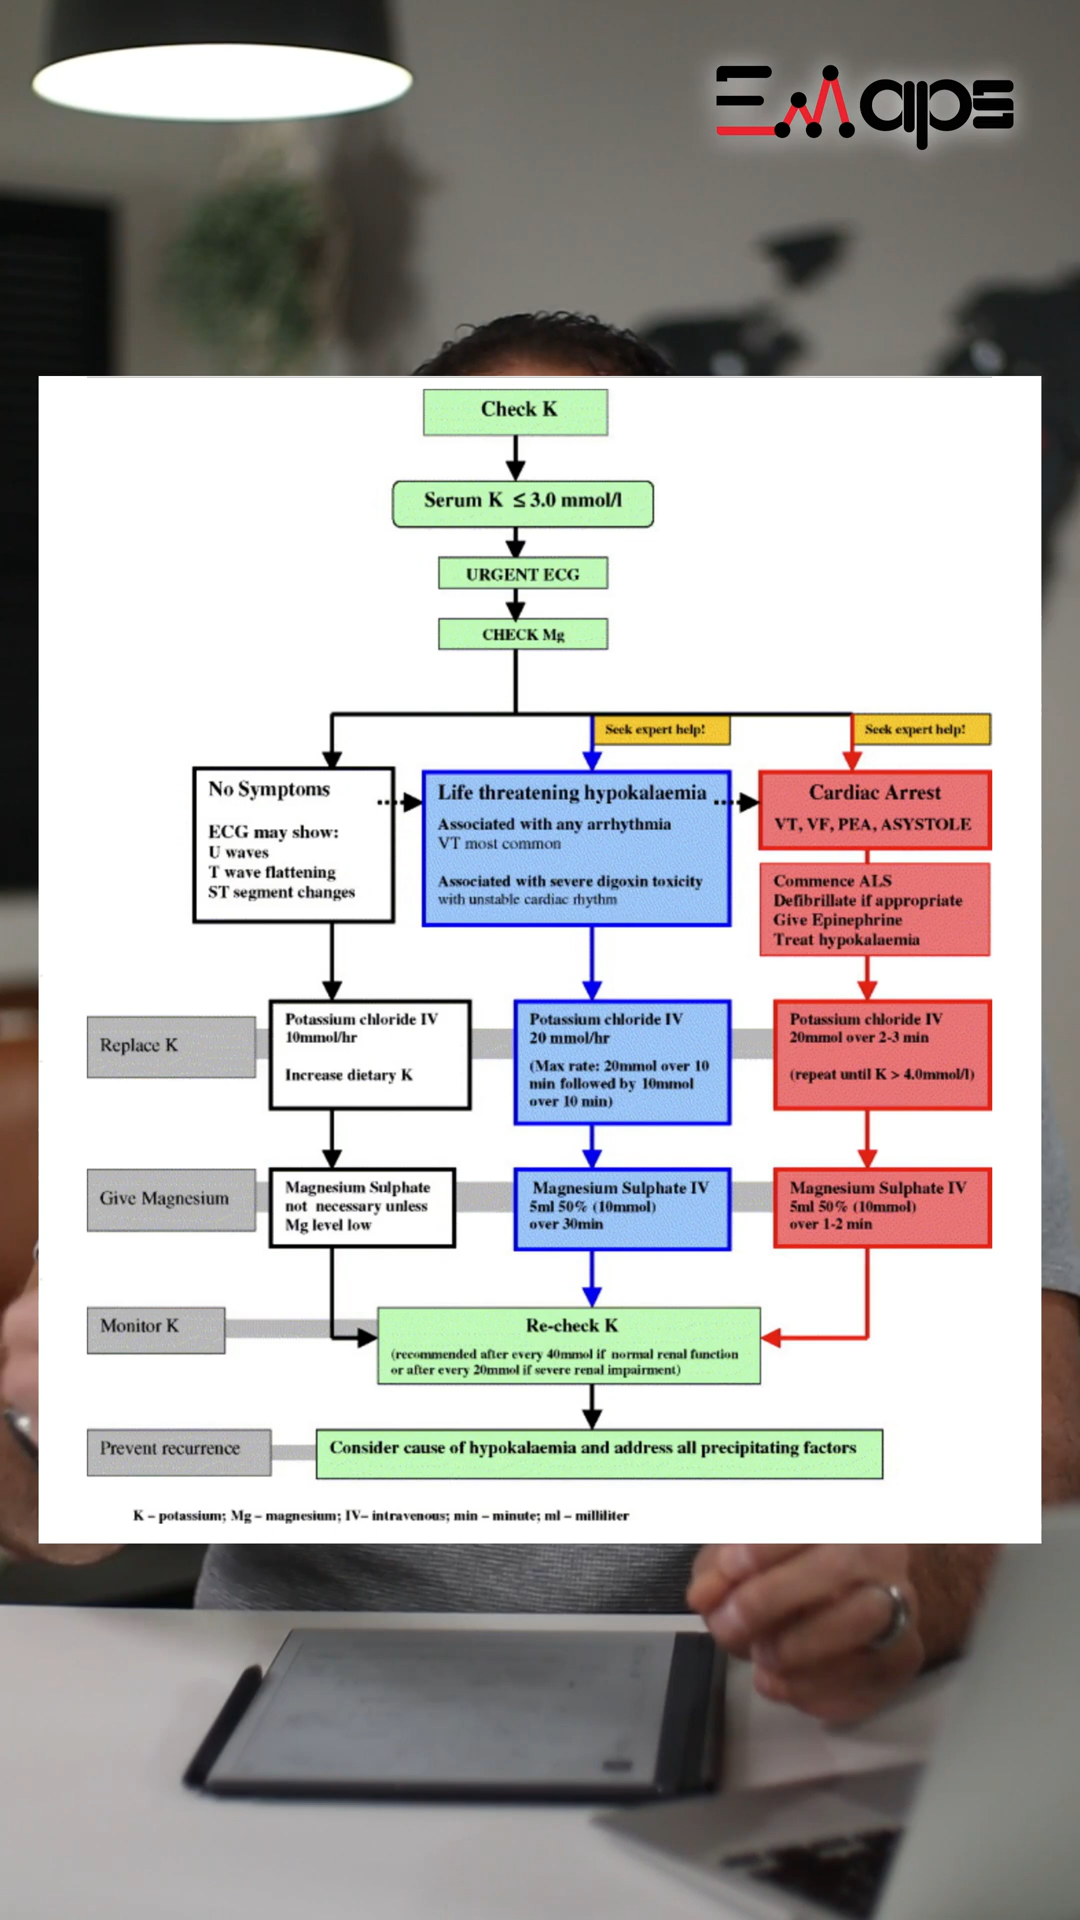 EMaps
Check K
Serum K ≤ 3.0 mmol/l
URGENT ECG
CHECK Mg
Seek expert help!
Seek expert help!
No Symptoms
ECG may show:
U waves
T wave flattening
ST segment changes
Life threatening hypokalaemia
Associated with any arrhythmia
VT most common
Associated with severe digoxin toxicity
with unstable cardiac rhythm
Cardiac Arrest
VT, VF, PEA, ASYSTOLE
Commence ALS
Defibrillate if appropriate
Give Epinephrine
Treat hypokalaemia
Replace K
Potassium chloride IV
10mmol/hr
Increase dietary K
Potassium chloride IV
20 mmol/hr
(Max rate: 20mmol over 10
min followed by 10mmol
over 10 min)
Potassium chloride IV
20mmol over 2-3 min
(repeat until K > 4.0mmol/l)
Give Magnesium
Magnesium Sulphate
not necessary unless
Mg level low
Magnesium Sulphate IV
5ml 50% (10mmol)
over 30min
Magnesium Sulphate IV
5ml 50% (10mmol)
over 1-2 min
Monitor K
Re-check K
(recommended after every 40mmol if normal renal function
or after every 20mmol if severe renal impairment)
Prevent recurrence
Consider cause of hypokalaemia and address all precipitating factors
K – potassium; Mg – magnesium; IV– intravenous; min – minute; ml – milliliter